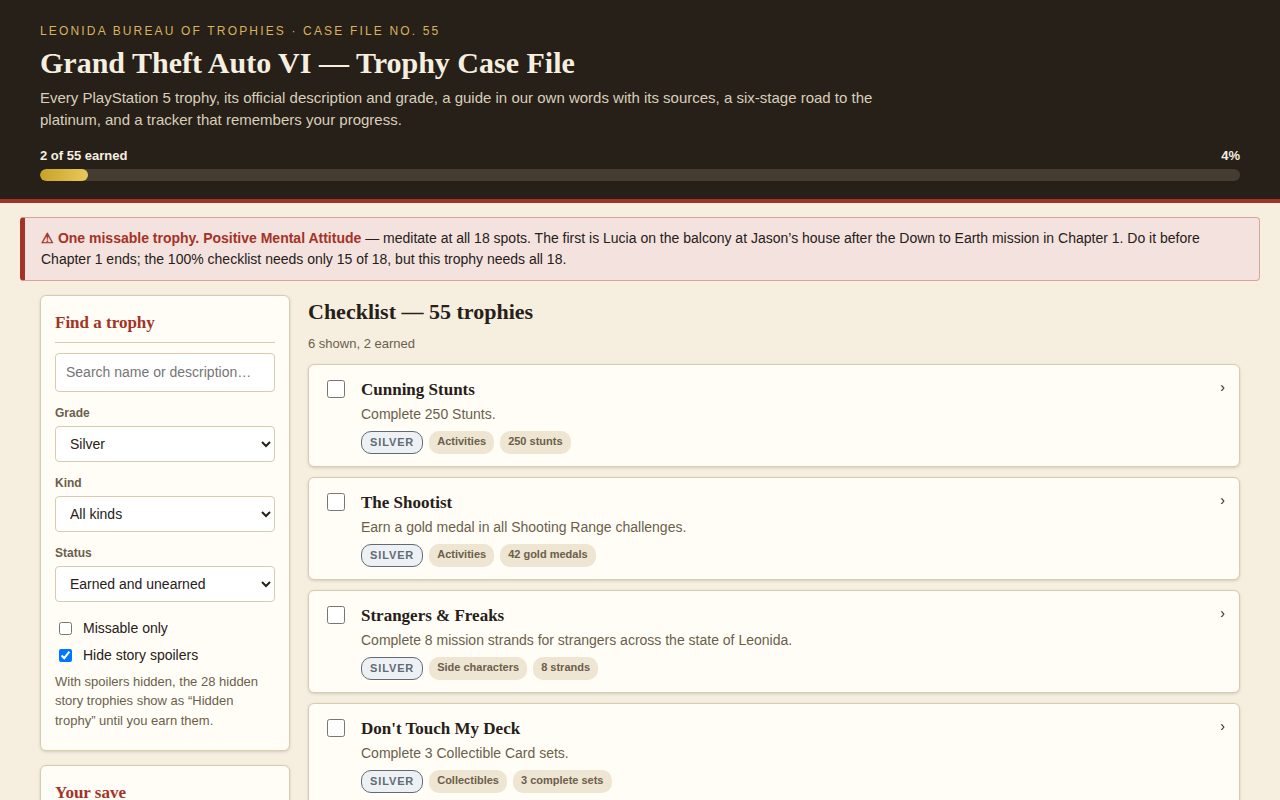 LEONIDA BUREAU OF TROPHIES · CASE FILE NO. 55
Grand Theft Auto VI — Trophy Case File
Every PlayStation 5 trophy, its official description and grade, a guide in our own words with its sources, a six-stage road to the
platinum, and a tracker that remembers your progress.
2 of 55 earned
4%
⚠ One missable trophy. Positive Mental Attitude — meditate at all 18 spots. The first is Lucia on the balcony at Jason’s house after the Down to Earth mission in Chapter 1. Do it before
Chapter 1 ends; the 100% checklist needs only 15 of 18, but this trophy needs all 18.
Find a trophy
Search name or description…
Grade
Silver
Kind
All kinds
Status
Earned and unearned
Missable only
Hide story spoilers
With spoilers hidden, the 28 hidden
story trophies show as “Hidden
trophy” until you earn them.
Your save
Checklist — 55 trophies
6 shown, 2 earned
Cunning Stunts
›
Complete 250 Stunts.
SILVER Activities 250 stunts
The Shootist
›
Earn a gold medal in all Shooting Range challenges.
SILVER Activities 42 gold medals
Strangers & Freaks
›
Complete 8 mission strands for strangers across the state of Leonida.
SILVER Side characters 8 strands
Don't Touch My Deck
›
Complete 3 Collectible Card sets.
SILVER Collectibles 3 complete sets